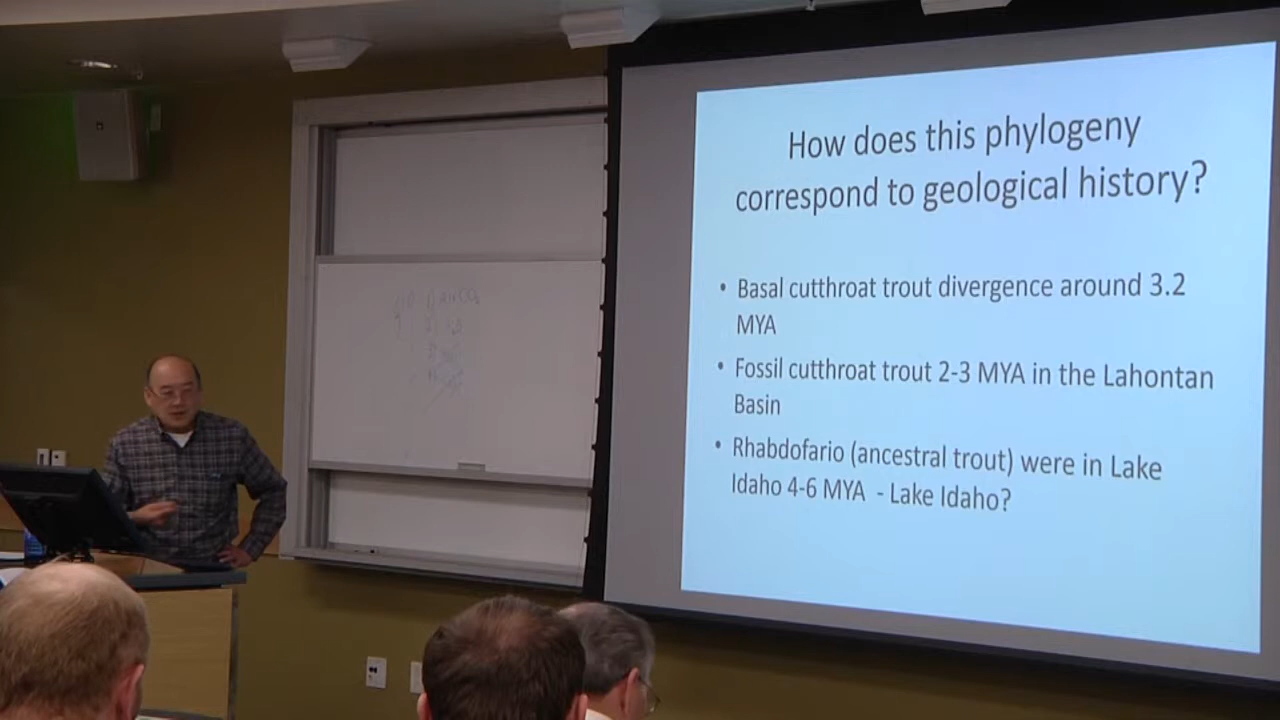 How does this phylogeny
correspond to geological history?
• Basal cutthroat trout divergence around 3.2
MYA
• Fossil cutthroat trout 2-3 MYA in the Lahontan
Basin
• Rhabdofario (ancestral trout) were in Lake
Idaho 4-6 MYA - Lake Idaho?